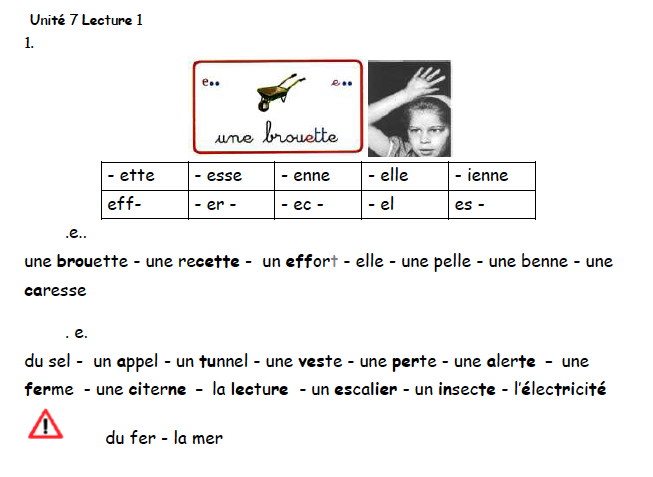 Unité 7 Lecture 1
1.
e.. e..
une brouette
- ette - esse - enne - elle - ienne
eff- - er - - ec - - el es -
.e..
une brouette - une recette - un effort - elle - une pelle - une benne - une
caresse
. e.
du sel - un appel - un tunnel - une veste - une perte - une alerte - une
ferme - une citerne - la lecture - un escalier - un insecte - l'électricité
!
du fer - la mer